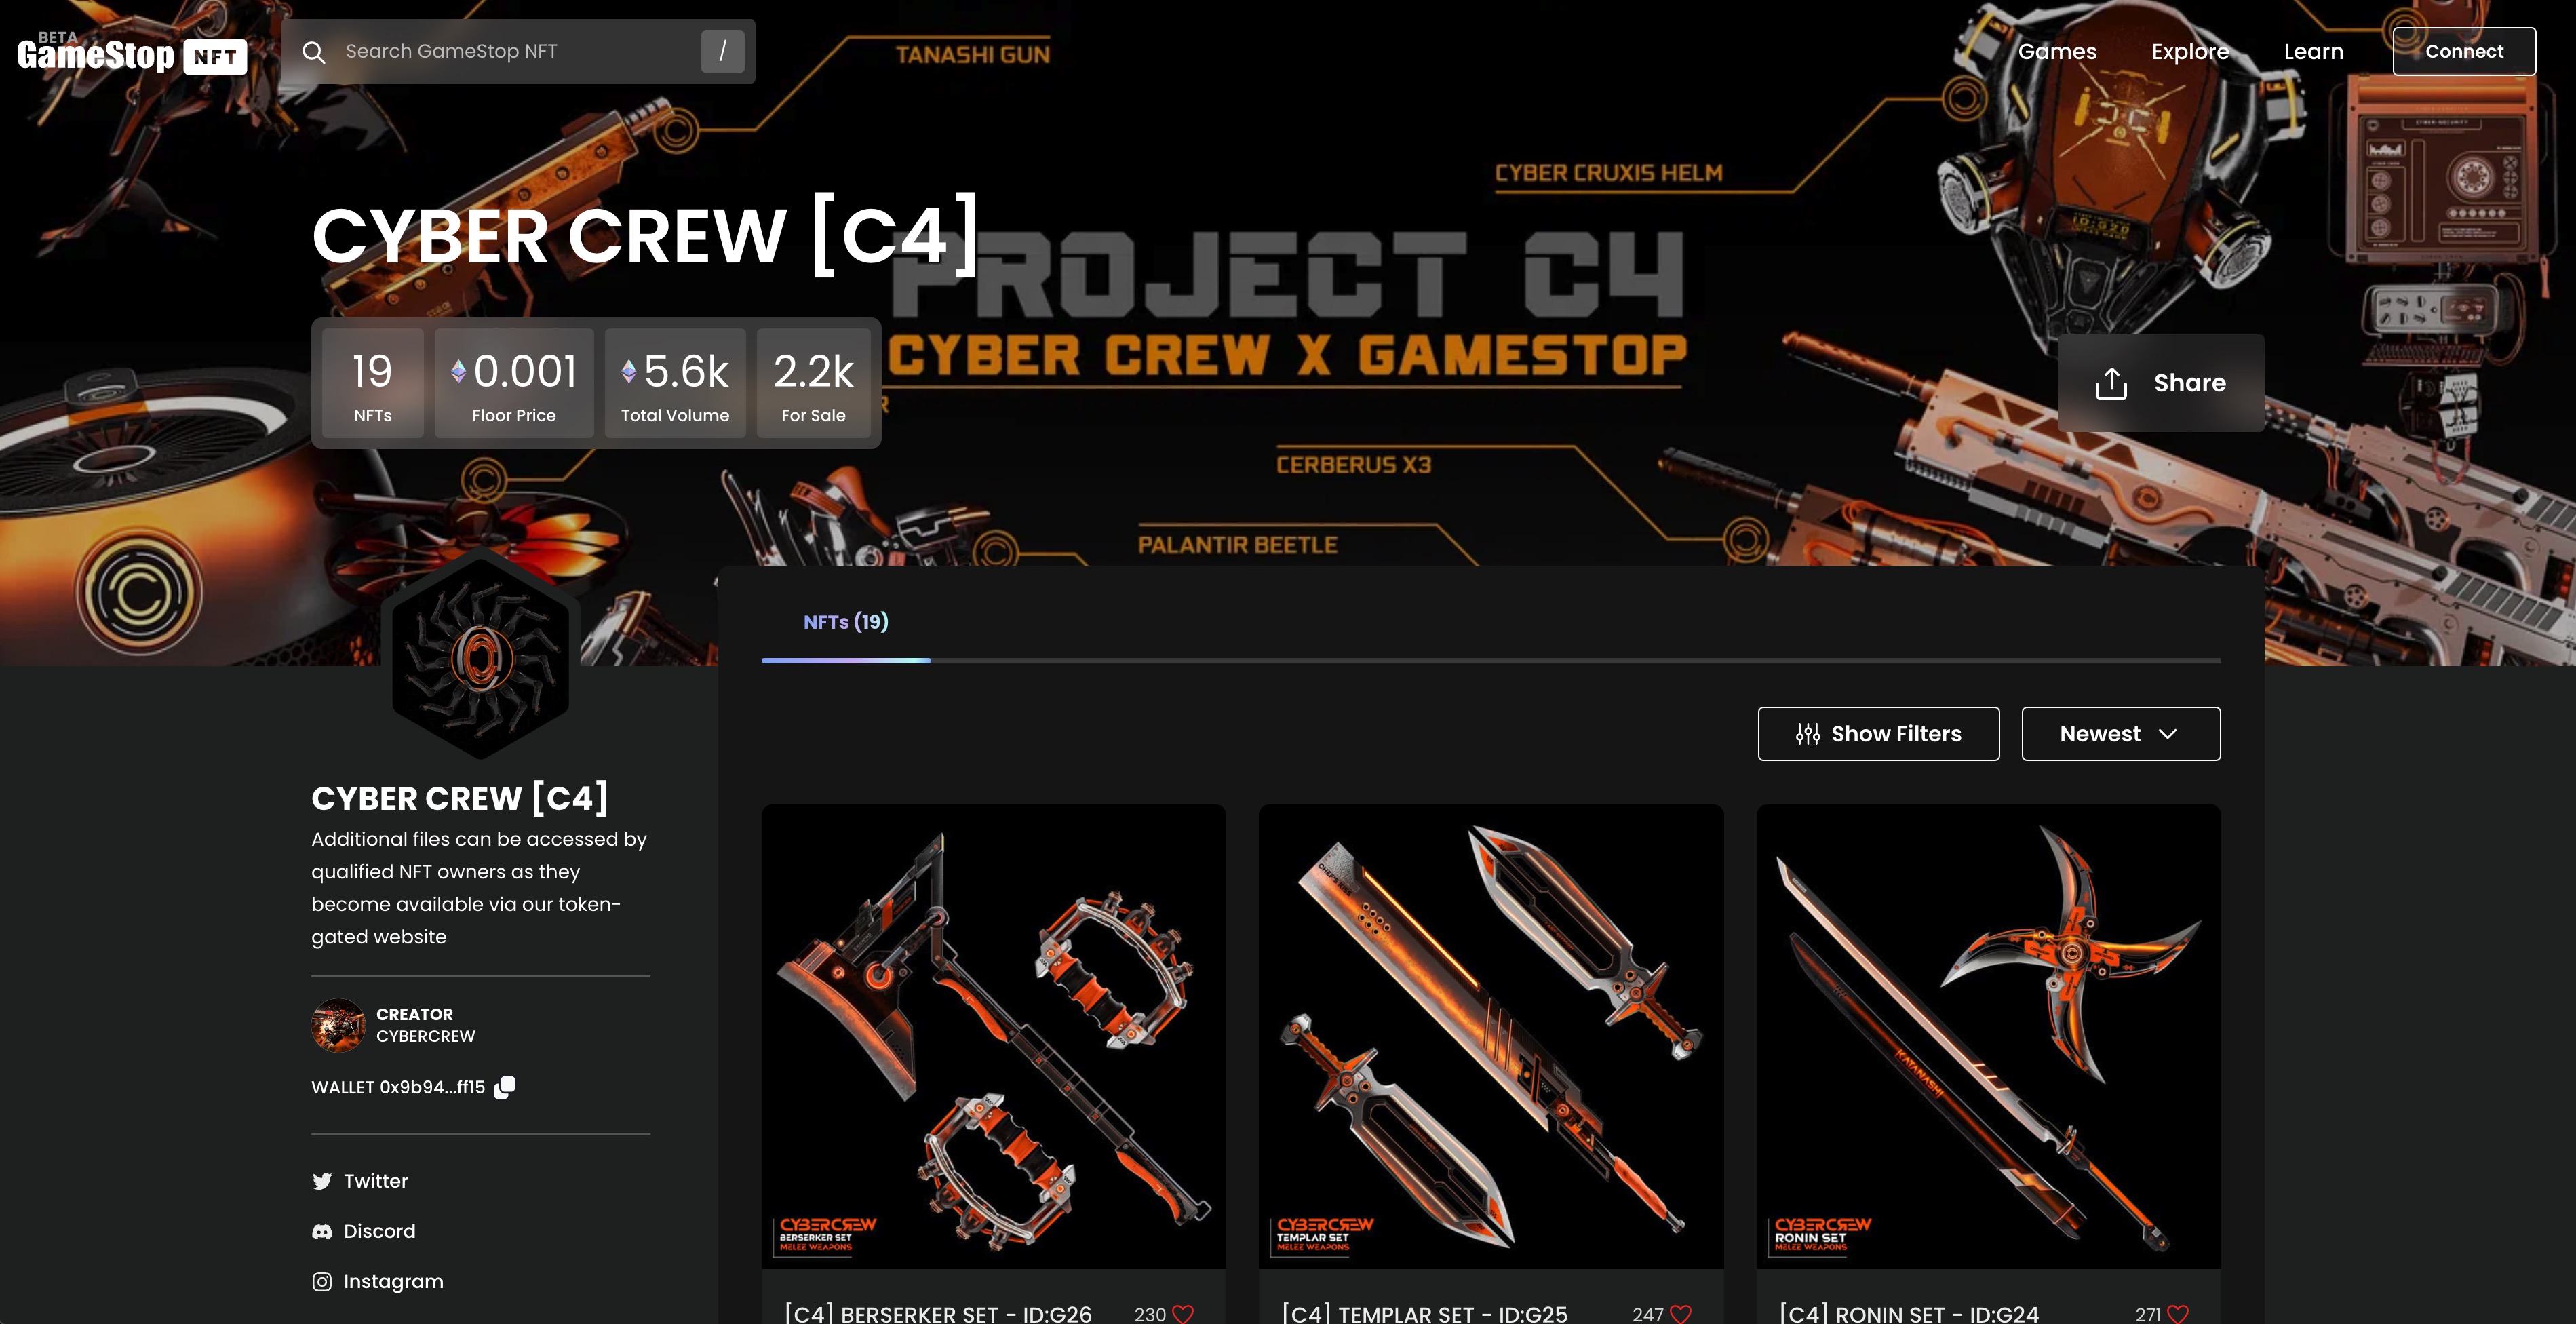 BETA
GameStop NFT
Search GameStop NFT
/
Games
Explore
Learn
Connect
TANASHI GUN
CYBER CRUXIS HELM
CYBER CREW [C4]
PROJECT C4
CYBER CREW X GAMESTOP
19
NFTs
0.001
Floor Price
5.6k
Total Volume
2.2k
For Sale
R
Share
CERBERUS X3
PALANTIR BEETLE
NFTs (19)
Show Filters
Newest
CYBER CREW [C4]
Additional files can be accessed by
qualified NFT owners as they
become available via our token-
gated website
CREATOR
CYBERCREW
WALLET 0x9b94...ff15
Twitter
Discord
Instagram
CYBERCREW
BERSERKER SET
MELEE WEAPONS
[C4] BERSERKER SET - ID:G26
230
CHEF'S KISS
CYBERCREW
TEMPLAR SET
MELEE WEAPONS
[C4] TEMPLAR SET - ID:G25
247
KATANASHI
CYBERCREW
RONIN SET
MELEE WEAPONS
[C4] RONIN SET - ID:G24
271